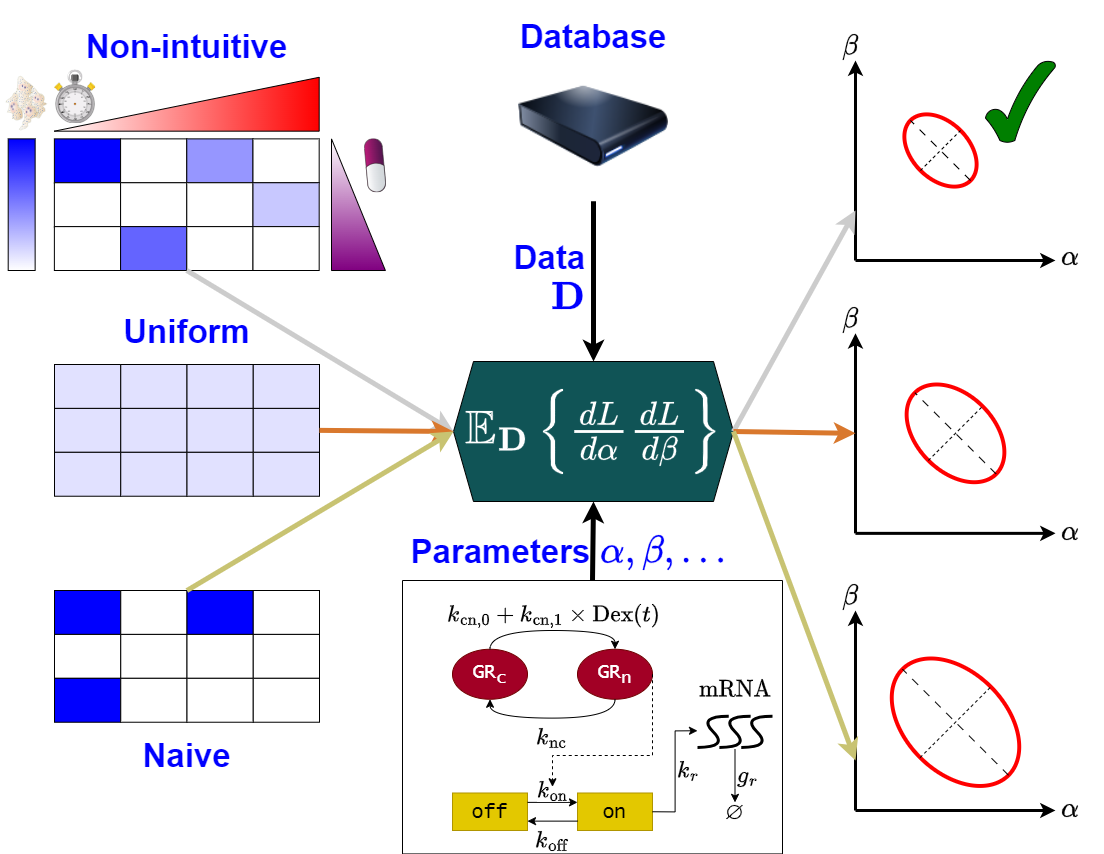 Non-intuitive
Database
β
α
Data
D
Uniform
β
α
𝔼_D { dL/dα dL/dβ }
Parameters α, β, …
Naive
k_cn,0 + k_cn,1 × Dex(t)
GR_c
GR_n
k_nc
mRNA
k_r
g_r
∅
off
k_on
on
k_off
β
α